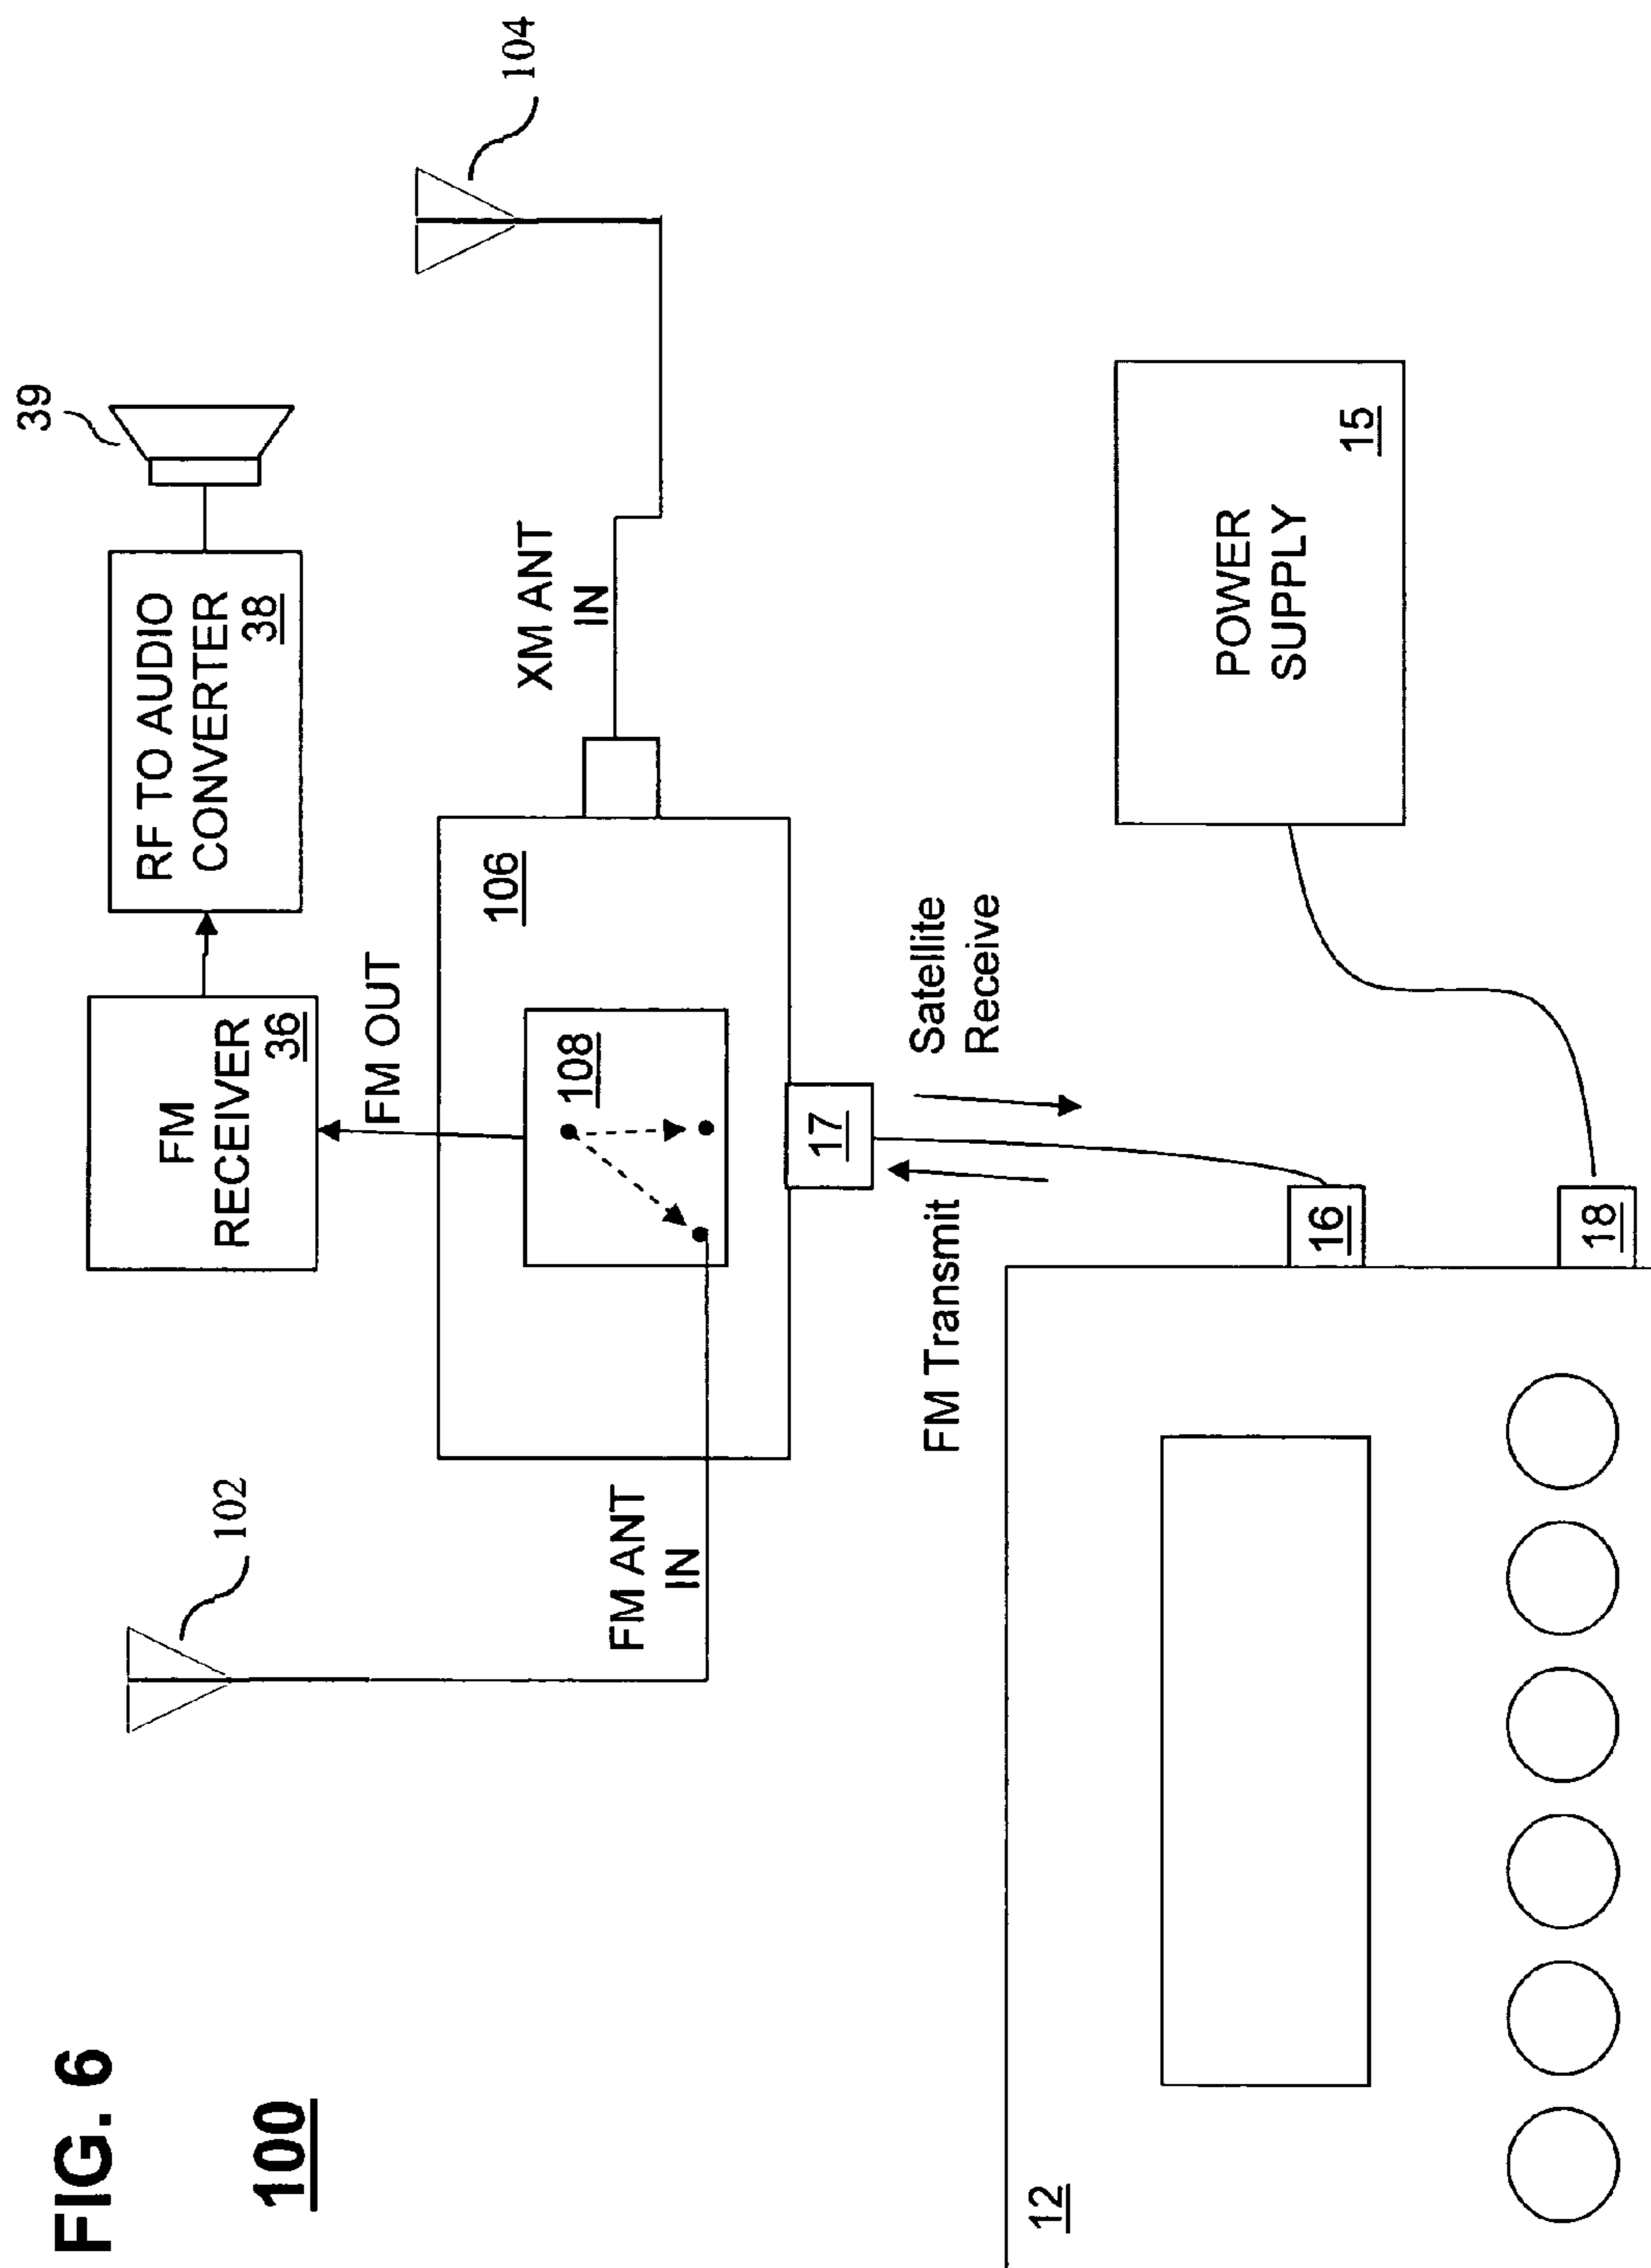 FIG. 6
100
102
FM ANT
IN
FM
RECEIVER
36
FM OUT
RF TO AUDIO
CONVERTER
38
39
104
XM ANT
IN
106
108
17
FM Transmit
Satellite
Receive
12
16
18
POWER
SUPPLY
15